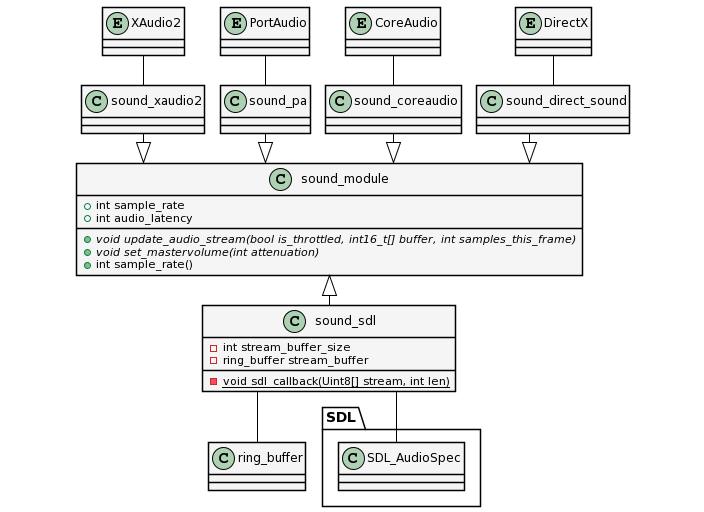 E XAudio2
E PortAudio
E CoreAudio
E DirectX
C sound_xaudio2
C sound_pa
C sound_coreaudio
C sound_direct_sound
C sound_module
int sample_rate
int audio_latency
void update_audio_stream(bool is_throttled, int16_t[] buffer, int samples_this_frame)
void set_mastervolume(int attenuation)
int sample_rate()
C sound_sdl
int stream_buffer_size
ring_buffer stream_buffer
void sdl_callback(Uint8[] stream, int len)
SDL
C ring_buffer
C SDL_AudioSpec